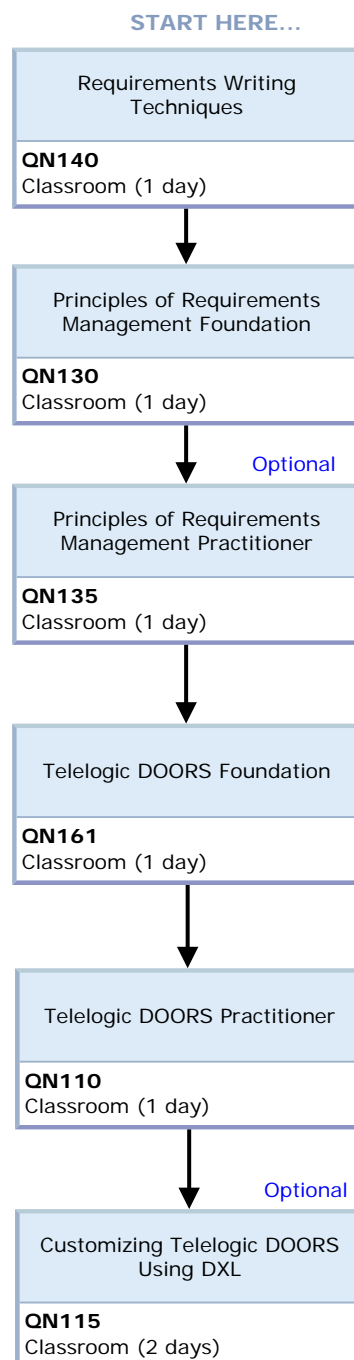 START HERE...
Requirements Writing
Techniques
QN140
Classroom (1 day)
Principles of Requirements
Management Foundation
QN130
Classroom (1 day)
Optional
Principles of Requirements
Management Practitioner
QN135
Classroom (1 day)
Telelogic DOORS Foundation
QN161
Classroom (1 day)
Telelogic DOORS Practitioner
QN110
Classroom (1 day)
Optional
Customizing Telelogic DOORS
Using DXL
QN115
Classroom (2 days)